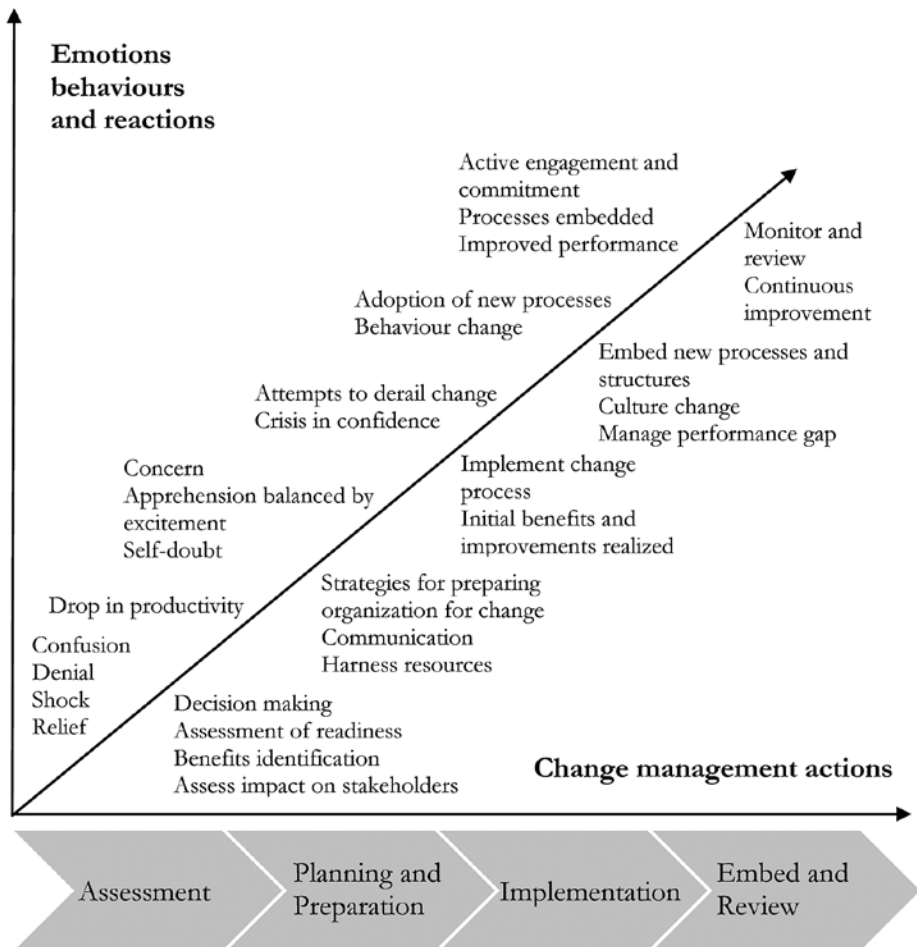 Emotions
behaviours
and reactions
Active engagement and
commitment
Processes embedded
Improved performance
Monitor and
review
Continuous
improvement
Adoption of new processes
Behaviour change
Embed new processes and
structures
Culture change
Manage performance gap
Attempts to derail change
Crisis in confidence
Concern
Apprehension balanced by
excitement
Self-doubt
Implement change
process
Initial benefits and
improvements realized
Drop in productivity
Strategies for preparing
organization for change
Communication
Harness resources
Confusion
Denial
Shock
Relief
Decision making
Assessment of readiness
Benefits identification
Assess impact on stakeholders
Change management actions
Assessment
Planning and
Preparation
Implementation
Embed and
Review